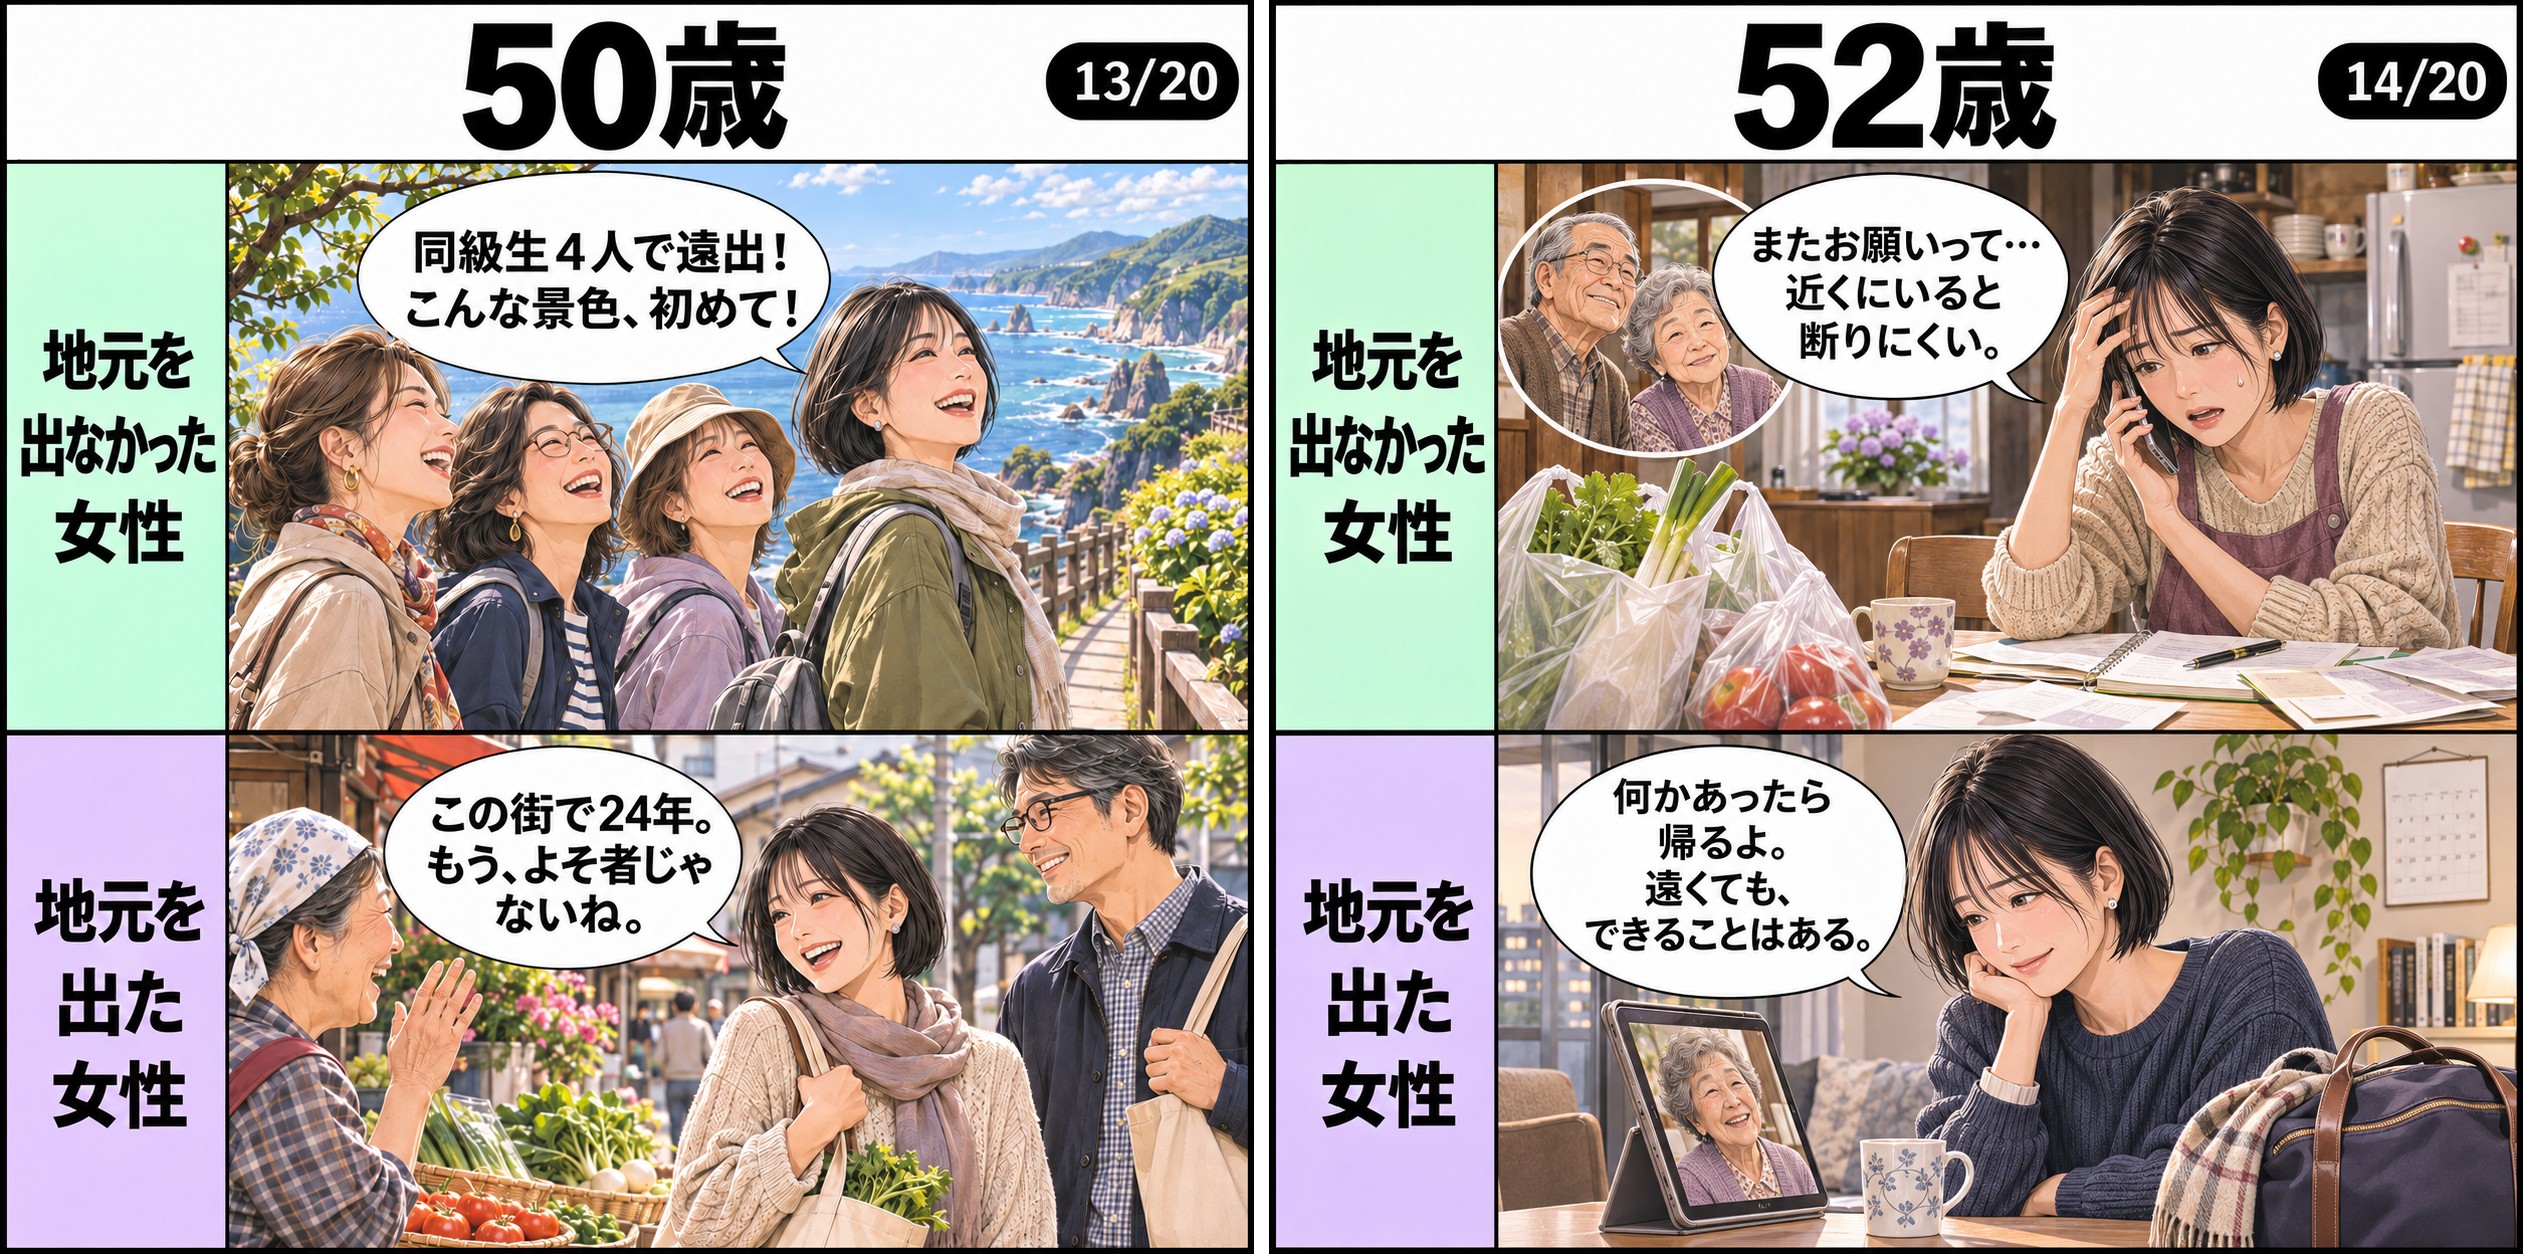 50歳
13/20
地元を
出なかった
女性
同級生4人で遠出！
こんな景色、初めて！
地元を
出た
女性
この街で24年。
もう、よそ者じゃ
ないね。
52歳
14/20
地元を
出なかった
女性
またお願いって…
近くにいると
断りにくい。
地元を
出た
女性
何かあったら
帰るよ。
遠くても、
できることはある。